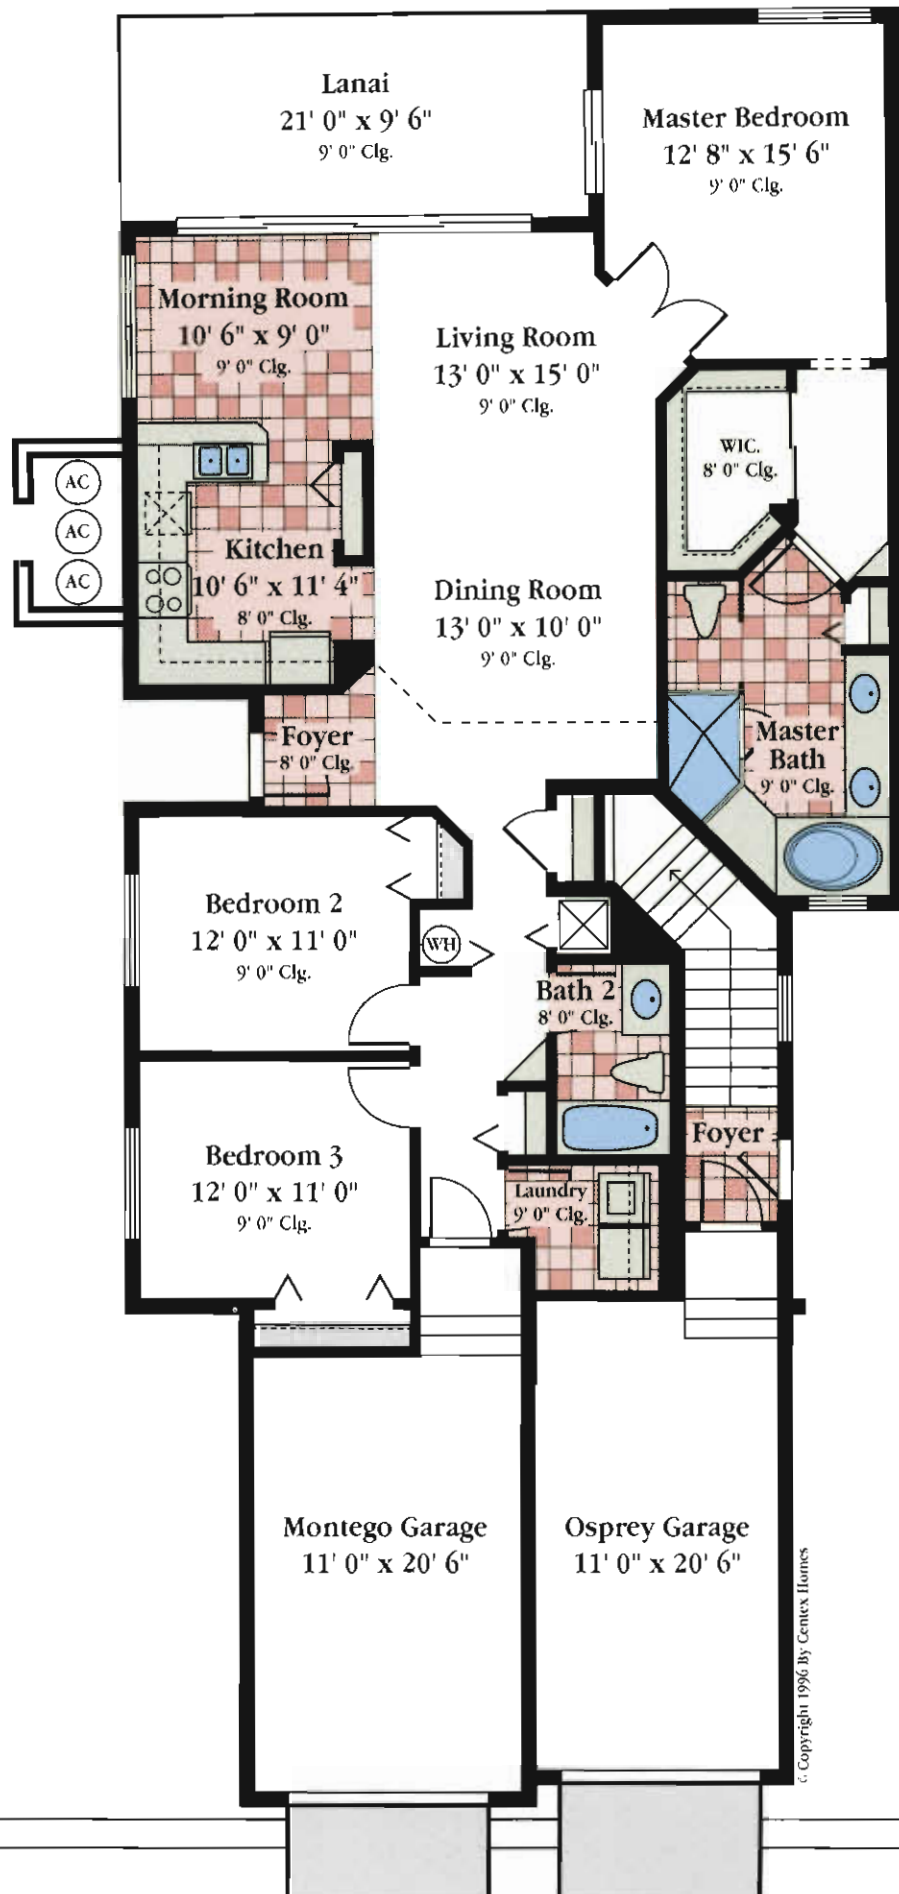 Lanai
21' 0" x 9' 6"
9' 0" Clg.
Master Bedroom
12' 8" x 15' 6"
9' 0" Clg.
Morning Room
10' 6" x 9' 0"
9' 0" Clg.
Living Room
13' 0" x 15' 0"
9' 0" Clg.
WIC.
8' 0" Clg.
AC
AC
AC
Kitchen
10' 6" x 11' 4"
8' 0" Clg.
Dining Room
13' 0" x 10' 0"
9' 0" Clg.
Foyer
8' 0" Clg.
Master
Bath
9' 0" Clg.
Bedroom 2
12' 0" x 11' 0"
9' 0" Clg.
WH
Bath 2
8' 0" Clg.
Foyer
Bedroom 3
12' 0" x 11' 0"
9' 0" Clg.
Laundry
9' 0" Clg.
Montego Garage
11' 0" x 20' 6"
Osprey Garage
11' 0" x 20' 6"
© Copyright 1996 By Centex Homes